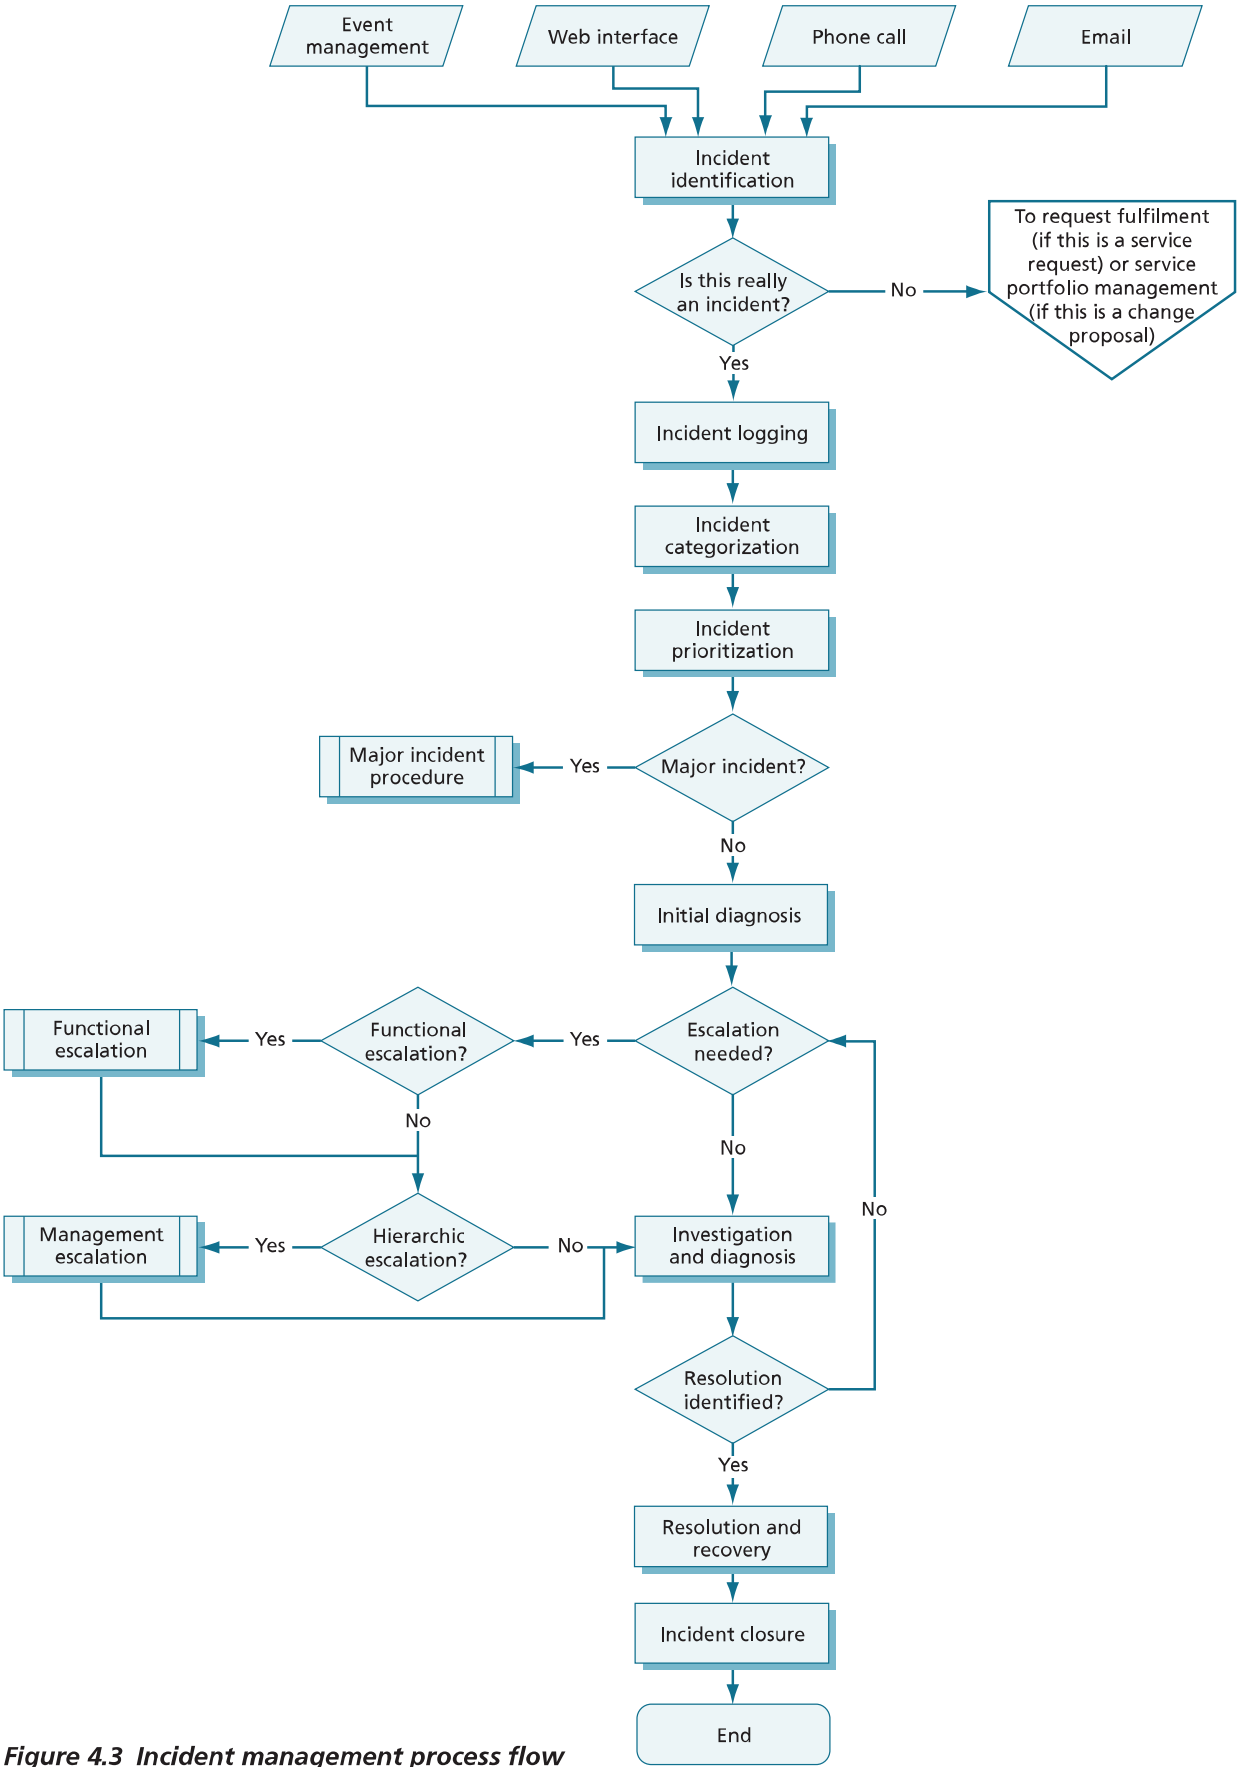 Event
management
Web interface
Phone call
Email
Incident
identification
Is this really
an incident?
No
To request fulfilment
(if this is a service
request) or service
portfolio management
(if this is a change
proposal)
Yes
Incident logging
Incident
categorization
Incident
prioritization
Major incident
procedure
Yes
Major incident?
No
Initial diagnosis
Functional
escalation
Yes
Functional
escalation?
Yes
Escalation
needed?
No
No
No
Management
escalation
Yes
Hierarchic
escalation?
No
Investigation
and diagnosis
Resolution
identified?
Yes
Resolution and
recovery
Incident closure
End
Figure 4.3 Incident management process flow